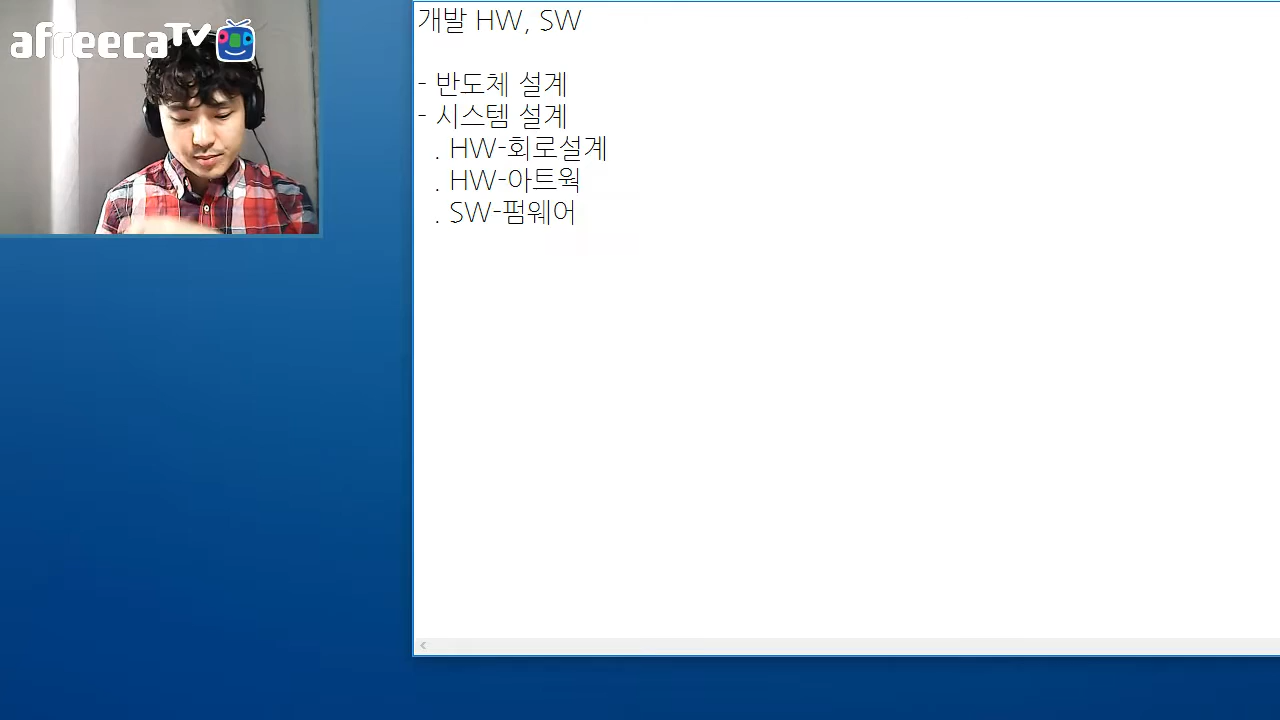 afreecaTV
개발 HW, SW
- 반도체 설계
- 시스템 설계
. HW-회로설계
. HW-아트웍
. SW-펌웨어